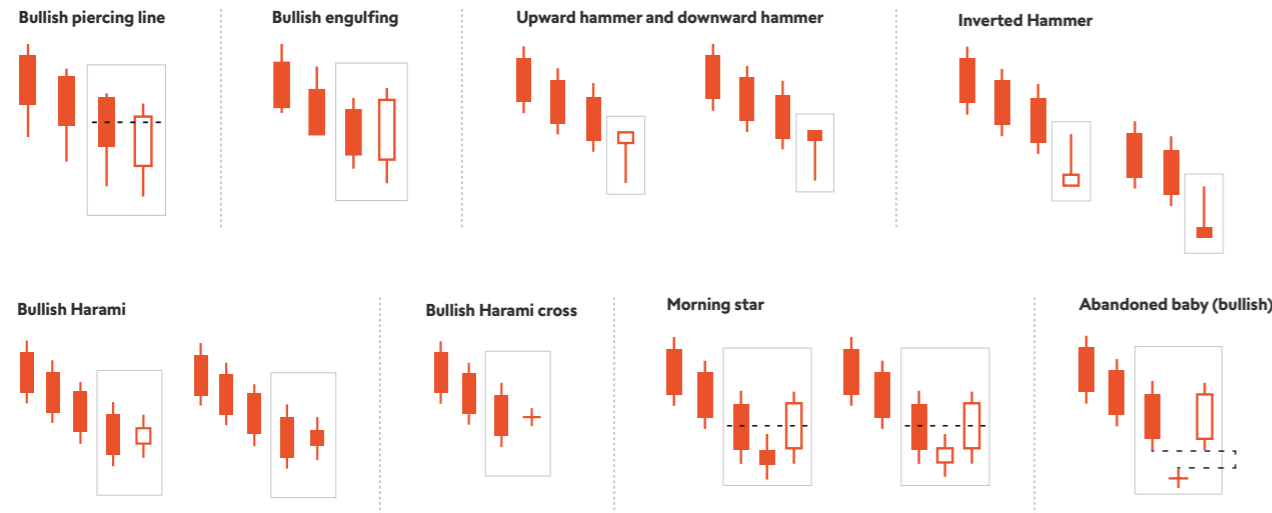 Bullish piercing line
Bullish engulfing
Upward hammer and downward hammer
Inverted Hammer
Bullish Harami
Bullish Harami cross
Morning star
Abandoned baby (bullish)